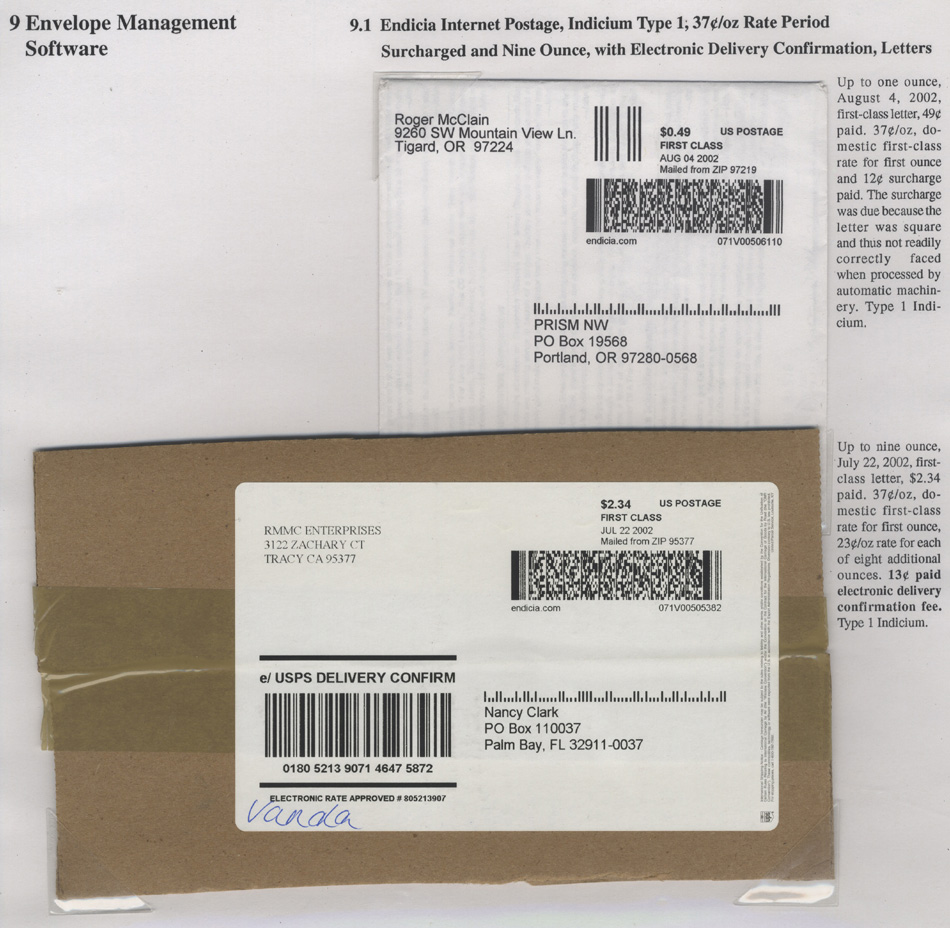 9 Envelope Management
Software
9.1 Endicia Internet Postage, Indicium Type 1; 37¢/oz Rate Period
Surcharged and Nine Ounce, with Electronic Delivery Confirmation, Letters
Roger McClain
9260 SW Mountain View Ln.
Tigard, OR 97224
$0.49 US POSTAGE
FIRST CLASS
AUG 04 2002
Mailed from ZIP 97219
endicia.com 071V00506110
PRISM NW
PO Box 19568
Portland, OR 97280-0568
Up to one ounce,
August 4, 2002,
first-class letter, 49¢
paid. 37¢/oz, do-
mestic first-class
rate for first ounce
and 12¢ surcharge
paid. The surcharge
was due because the
letter was square
and thus not readily
correctly faced
when processed by
automatic machin-
ery. Type 1 Indi-
cium.
RMMC ENTERPRISES
3122 ZACHARY CT
TRACY CA 95377
$2.34 US POSTAGE
FIRST CLASS
JUL 22 2002
Mailed from ZIP 95377
endicia.com 071V00505382
e/ USPS DELIVERY CONFIRM
0180 5213 9071 4647 5872
ELECTRONIC RATE APPROVED # 805213907
Vanda
Nancy Clark
PO Box 110037
Palm Bay, FL 32911-0037
Up to nine ounce,
July 22, 2002, first-
class letter, $2.34
paid. 37¢/oz, do-
mestic first-class
rate for first ounce,
23¢/oz rate for each
of eight additional
ounces. 13¢ paid
electronic delivery
confirmation fee.
Type 1 Indicium.